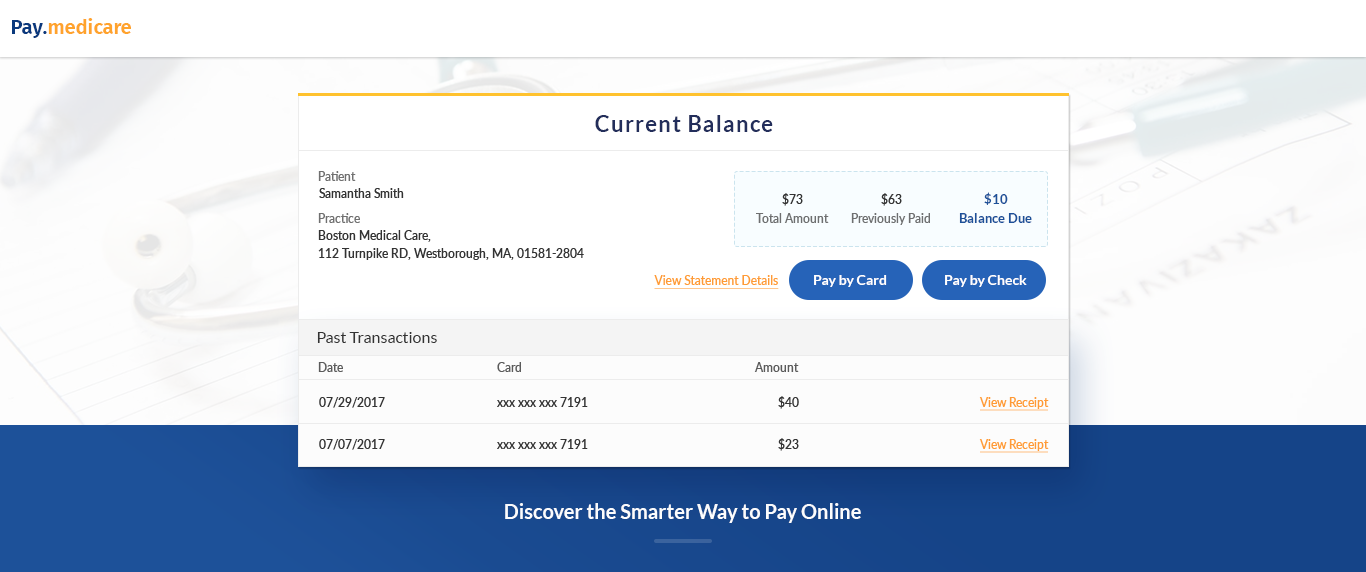 Pay.medicare
Current Balance
Patient
Samantha Smith
Practice
Boston Medical Care,
112 Turnpike RD, Westborough, MA, 01581-2804
$73 $63 $10
Total Amount Previously Paid Balance Due
View Statement Details Pay by Card Pay by Check
Past Transactions
Date Card Amount
07/29/2017 xxx xxx xxx 7191 $40 View Receipt
07/07/2017 xxx xxx xxx 7191 $23 View Receipt
ZAKAZIVAN
Discover the Smarter Way to Pay Online